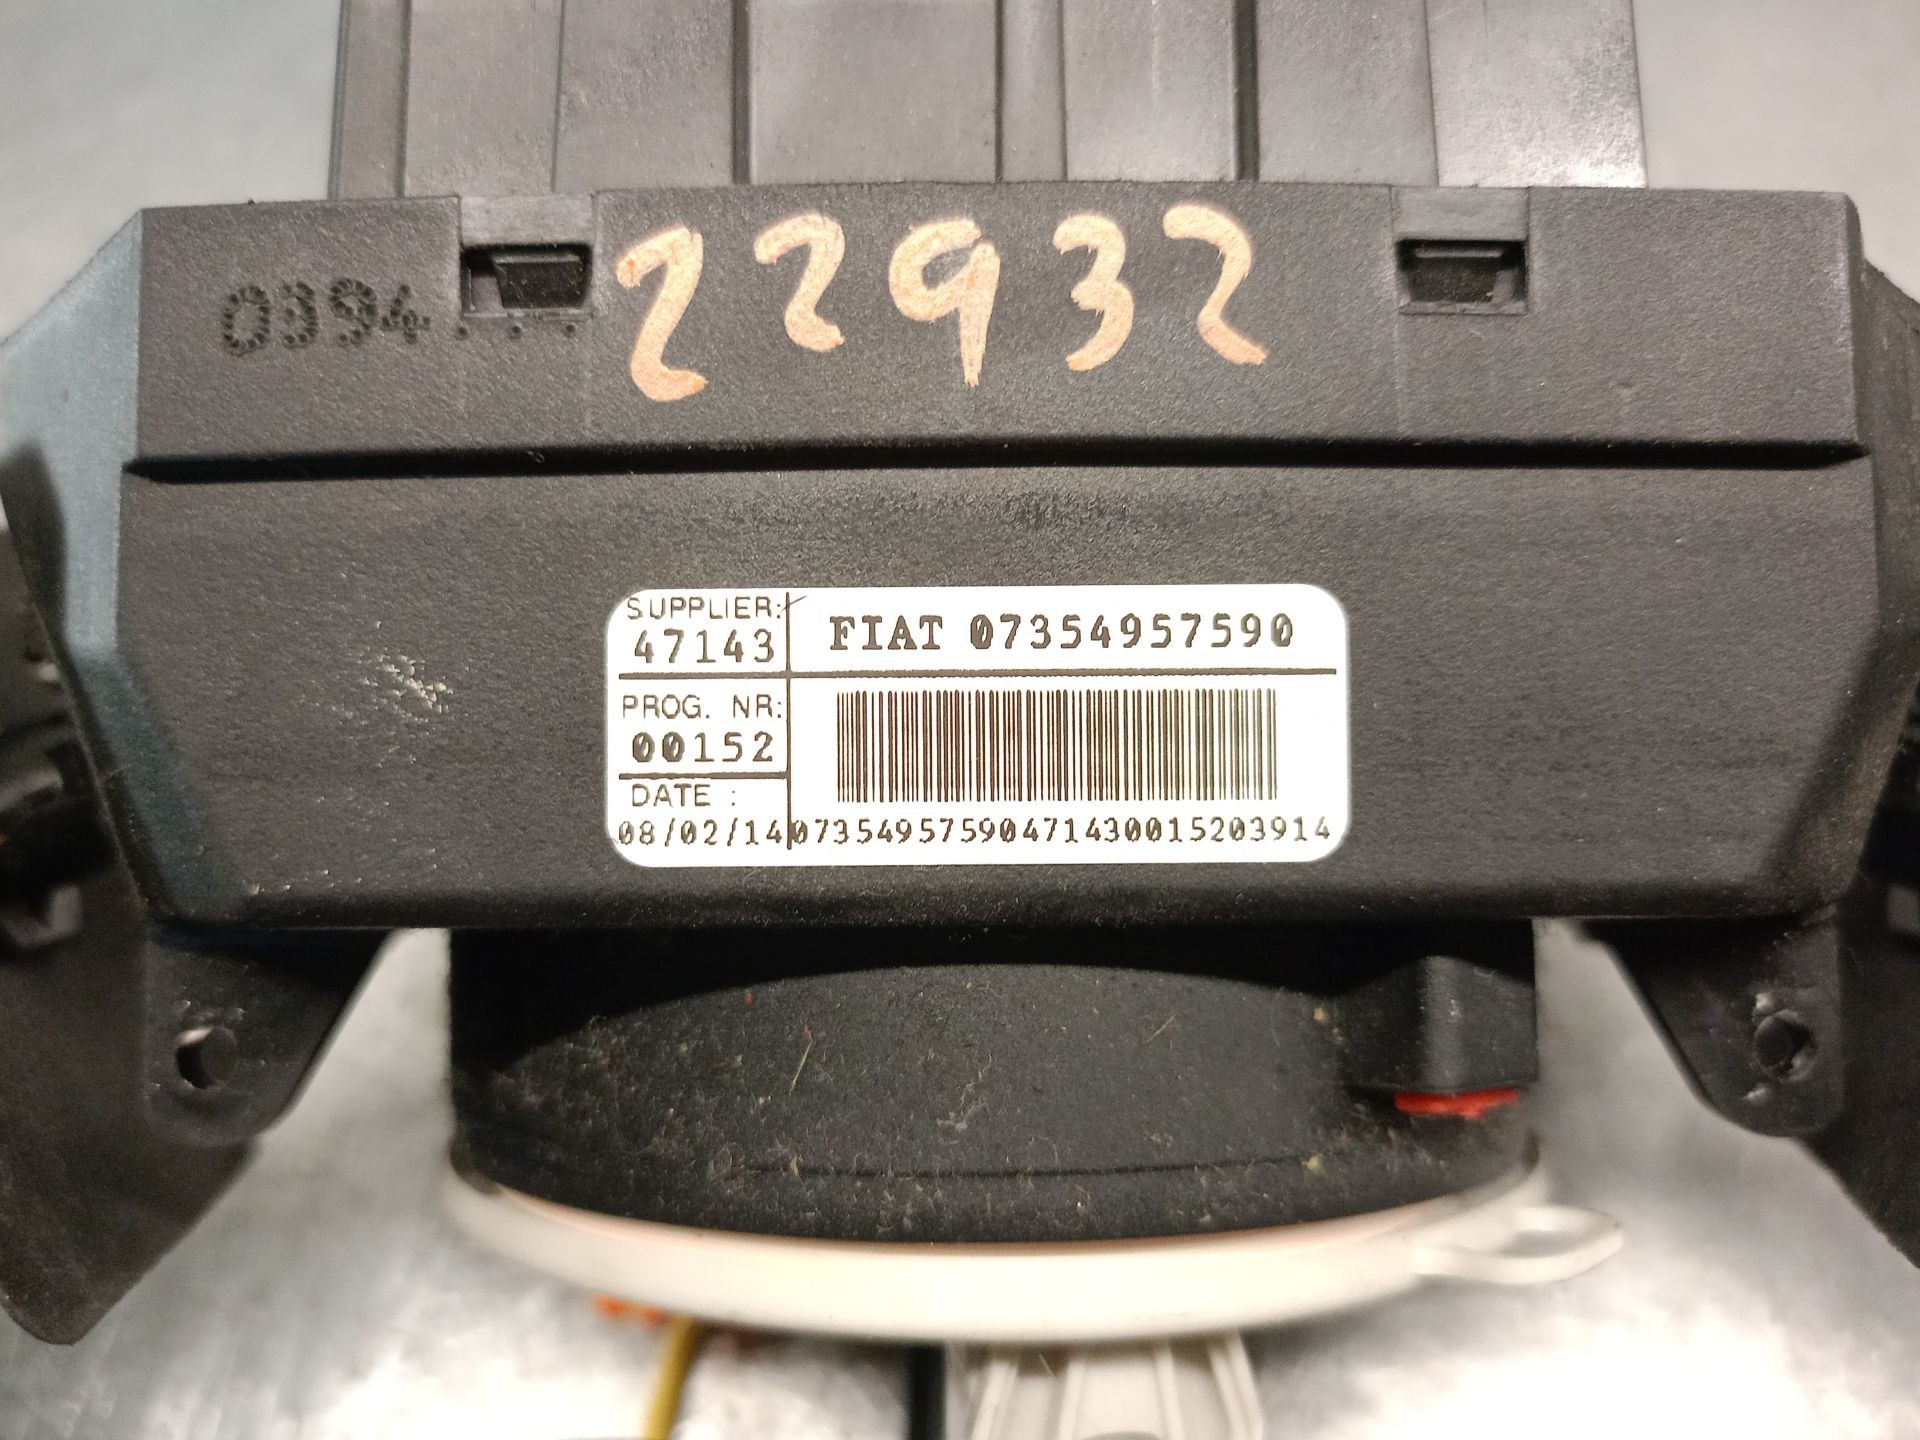 22932
0394
SUPPLIER:
47143
FIAT 07354957590
PROG. NR:
00152
DATE :
08/02/14
07354957590471430015203914